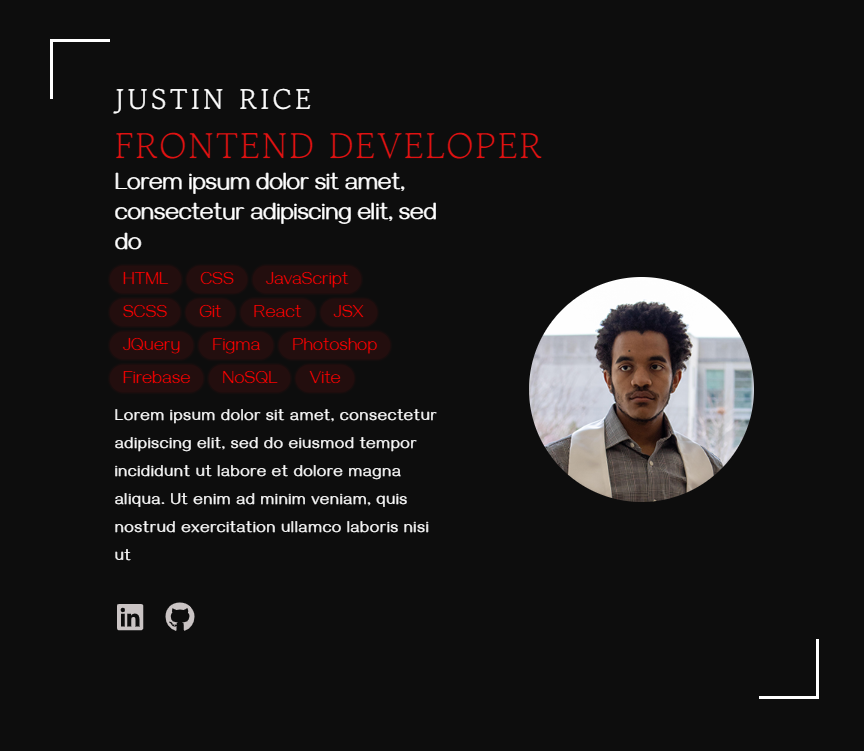 JUSTIN RICE
FRONTEND DEVELOPER
Lorem ipsum dolor sit amet,
consectetur adipiscing elit, sed
do
HTML CSS JavaScript
SCSS Git React JSX
JQuery Figma Photoshop
Firebase NoSQL Vite
Lorem ipsum dolor sit amet, consectetur
adipiscing elit, sed do eiusmod tempor
incididunt ut labore et dolore magna
aliqua. Ut enim ad minim veniam, quis
nostrud exercitation ullamco laboris nisi
ut
in